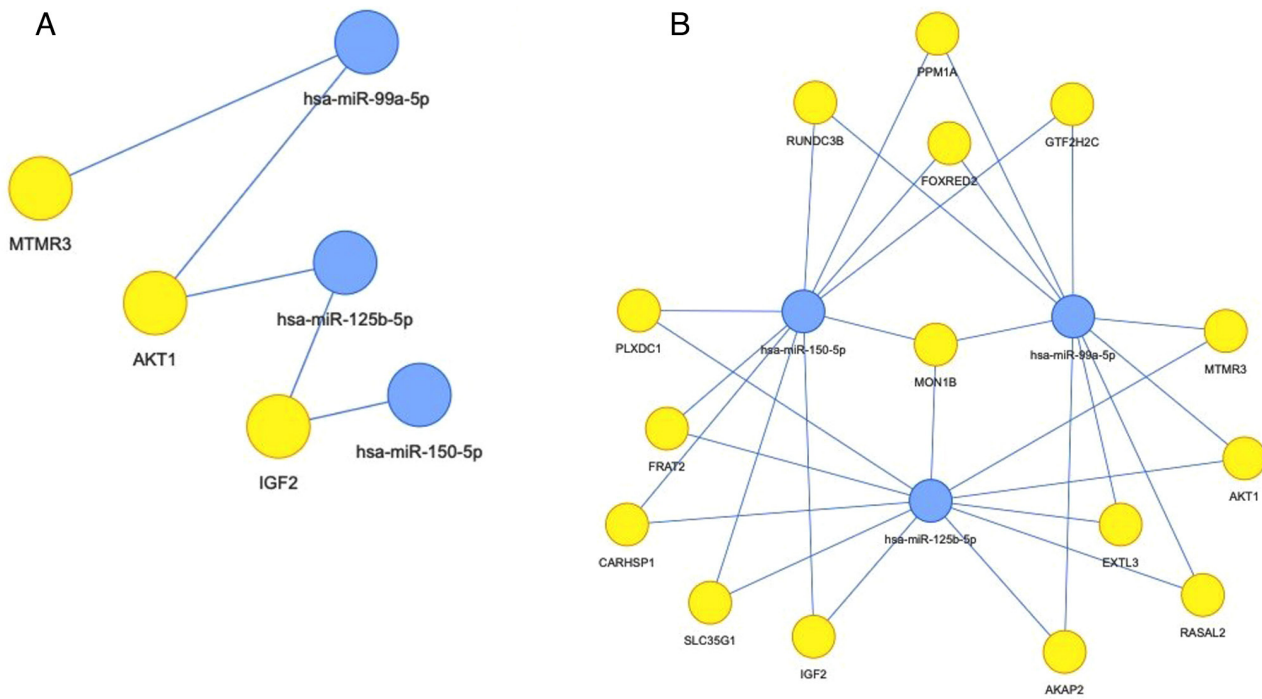 A
hsa-miR-99a-5p
MTMR3
hsa-miR-125b-5p
AKT1
hsa-miR-150-5p
IGF2
B
PPM1A
RUNDC3B
GTF2H2C
FOXRED2
PLXDC1
hsa-miR-150-5p
hsa-miR-99a-5p
MTMR3
MON1B
FRAT2
AKT1
hsa-miR-125b-5p
CARHSP1
EXTL3
SLC35G1
RASAL2
IGF2
AKAP2